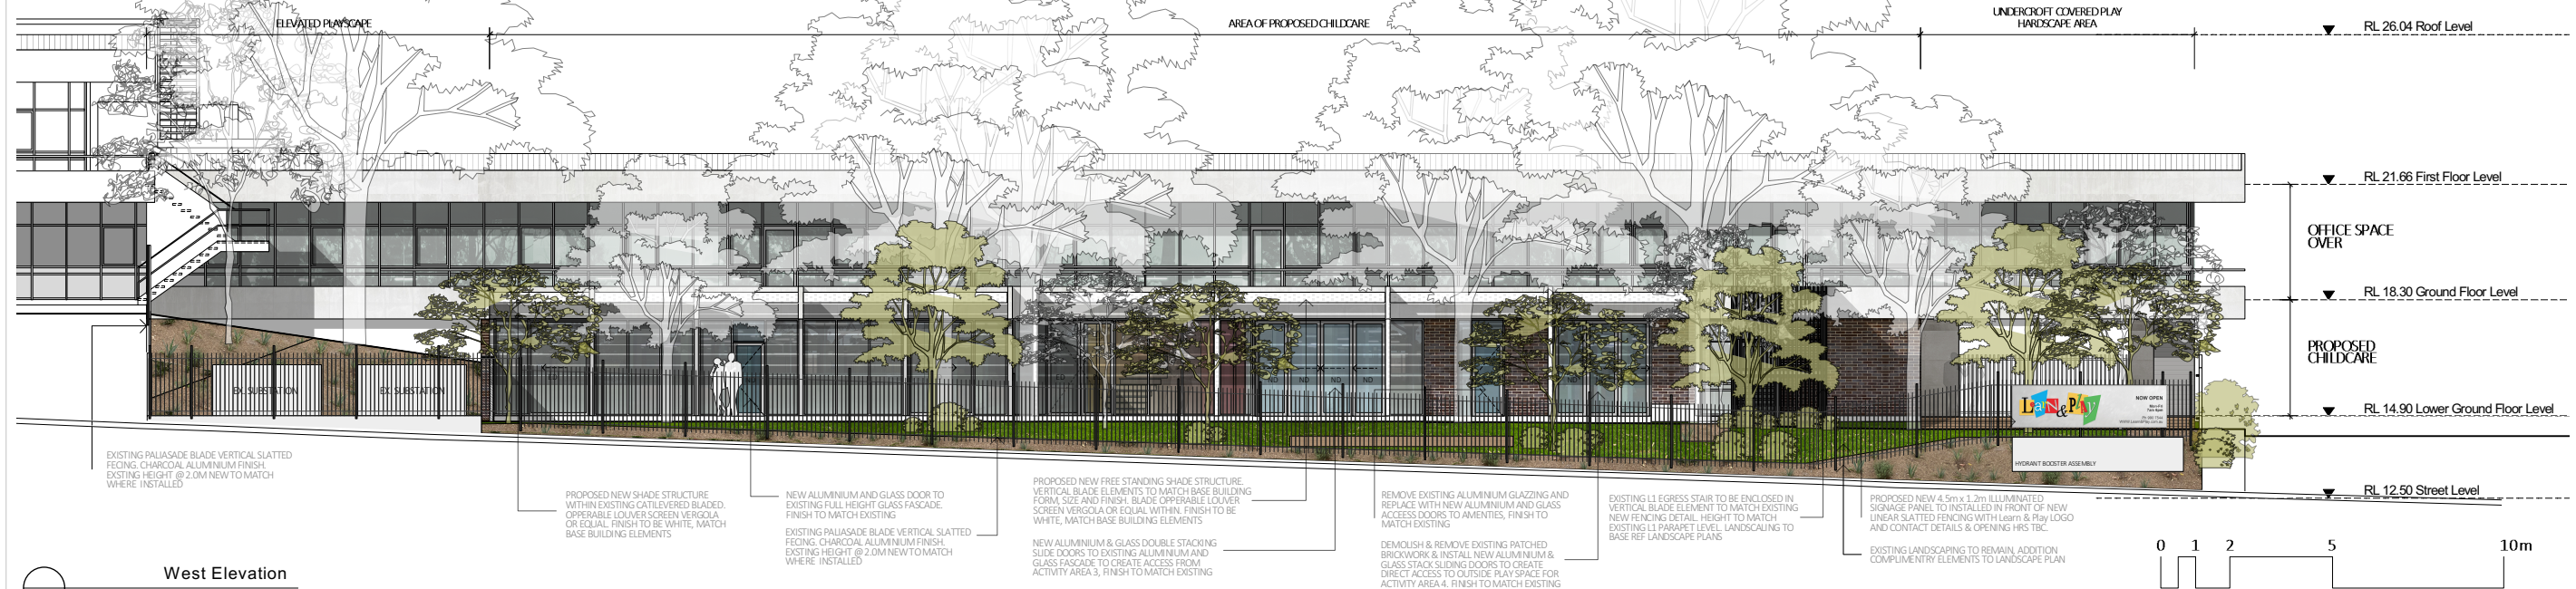 ELEVATED PLAYSCAPE
AREA OF PROPOSED CHILDCARE
UNDERCROFT COVERED PLAY
HARDSCAPE AREA
RL 26.04 Roof Level
RL 21.66 First Floor Level
OFFICE SPACE
OVER
RL 18.30 Ground Floor Level
PROPOSED
CHILDCARE
RL 14.90 Lower Ground Floor Level
RL 12.50 Street Level
EX. SUBSTATION
EX. SUBSTATION
ND
ND
ND
ND
Learn & Play
NOW OPEN
Mon-Fri
7am-6pm
HYDRANT BOOSTER ASSEMBLY
EXISTING PALIASADE BLADE VERTICAL SLATTED
FECING. CHARCOAL ALUMINIUM FINISH.
EXSTING HEIGHT @ 2.0M NEW TO MATCH
WHERE INSTALLED
PROPOSED NEW SHADE STRUCTURE
WITHIN EXISTING CATILEVERED BLADED.
OPPERABLE LOUVER SCREEN VERGOLA
OR EQUAL. FINISH TO BE WHITE, MATCH
BASE BUILDING ELEMENTS
NEW ALUMINIUM AND GLASS DOOR TO
EXISTING FULL HEIGHT GLASS FASCADE.
FINISH TO MATCH EXISTING
EXISTING PALIASADE BLADE VERTICAL SLATTED
FECING. CHARCOAL ALUMINIUM FINISH.
EXSTING HEIGHT @ 2.0M NEW TO MATCH
WHERE INSTALLED
PROPOSED NEW FREE STANDING SHADE STRUCTURE.
VERTICAL BLADE ELEMENTS TO MATCH BASE BUILDING
FORM, SIZE AND FINISH. BLADE OPPERABLE LOUVER
SCREEN VERGOLA OR EQUAL WITHIN. FINISH TO BE
WHITE, MATCH BASE BUILDING ELEMENTS
NEW ALUMINIUM & GLASS DOUBLE STACKING
SLIDE DOORS TO EXISTING ALUMINIUM AND
GLASS FASCADE TO CREATE ACCESS FROM
ACTIVITY AREA 3, FINISH TO MATCH EXISTING
REMOVE EXISTING ALUMINIUM GLAZZING AND
REPLACE WITH NEW ALUMINIUM AND GLASS
ACCEESS DOORS TO AMENTIES, FINISH TO
MATCH EXISTING
DEMOLISH & REMOVE EXISTING PATCHED
BRICKWORK & INSTALL NEW ALUMINIUM &
GLASS STACK SLIDING DOORS TO CREATE
DIRECT ACCESS TO OUTSIDE PLAY SPACE FOR
ACTIVITY AREA 4. FINISH TO MATCH EXISTING
EXISTING L1 EGRESS STAIR TO BE ENCLOSED IN
VERTICAL BLADE ELEMENT TO MATCH EXISTING
NEW FENCING DETAIL. HEIGHT TO MATCH
EXISTING L1 PARAPET LEVEL. LANDSCALING TO
BASE REF LANDSCAPE PLANS
PROPOSED NEW 4.5m x 1.2m ILLUMINATED
SIGNAGE PANEL TO INSTALLED IN FRONT OF NEW
LINEAR SLATTED FENCING WITH Learn & Play LOGO
AND CONTACT DETAILS & OPENING HRS TBC.
EXISTING LANDSCAPING TO REMAIN, ADDITION
COMPLIMENTRY ELEMENTS TO LANDSCAPE PLAN
West Elevation
0 1 2 5 10m